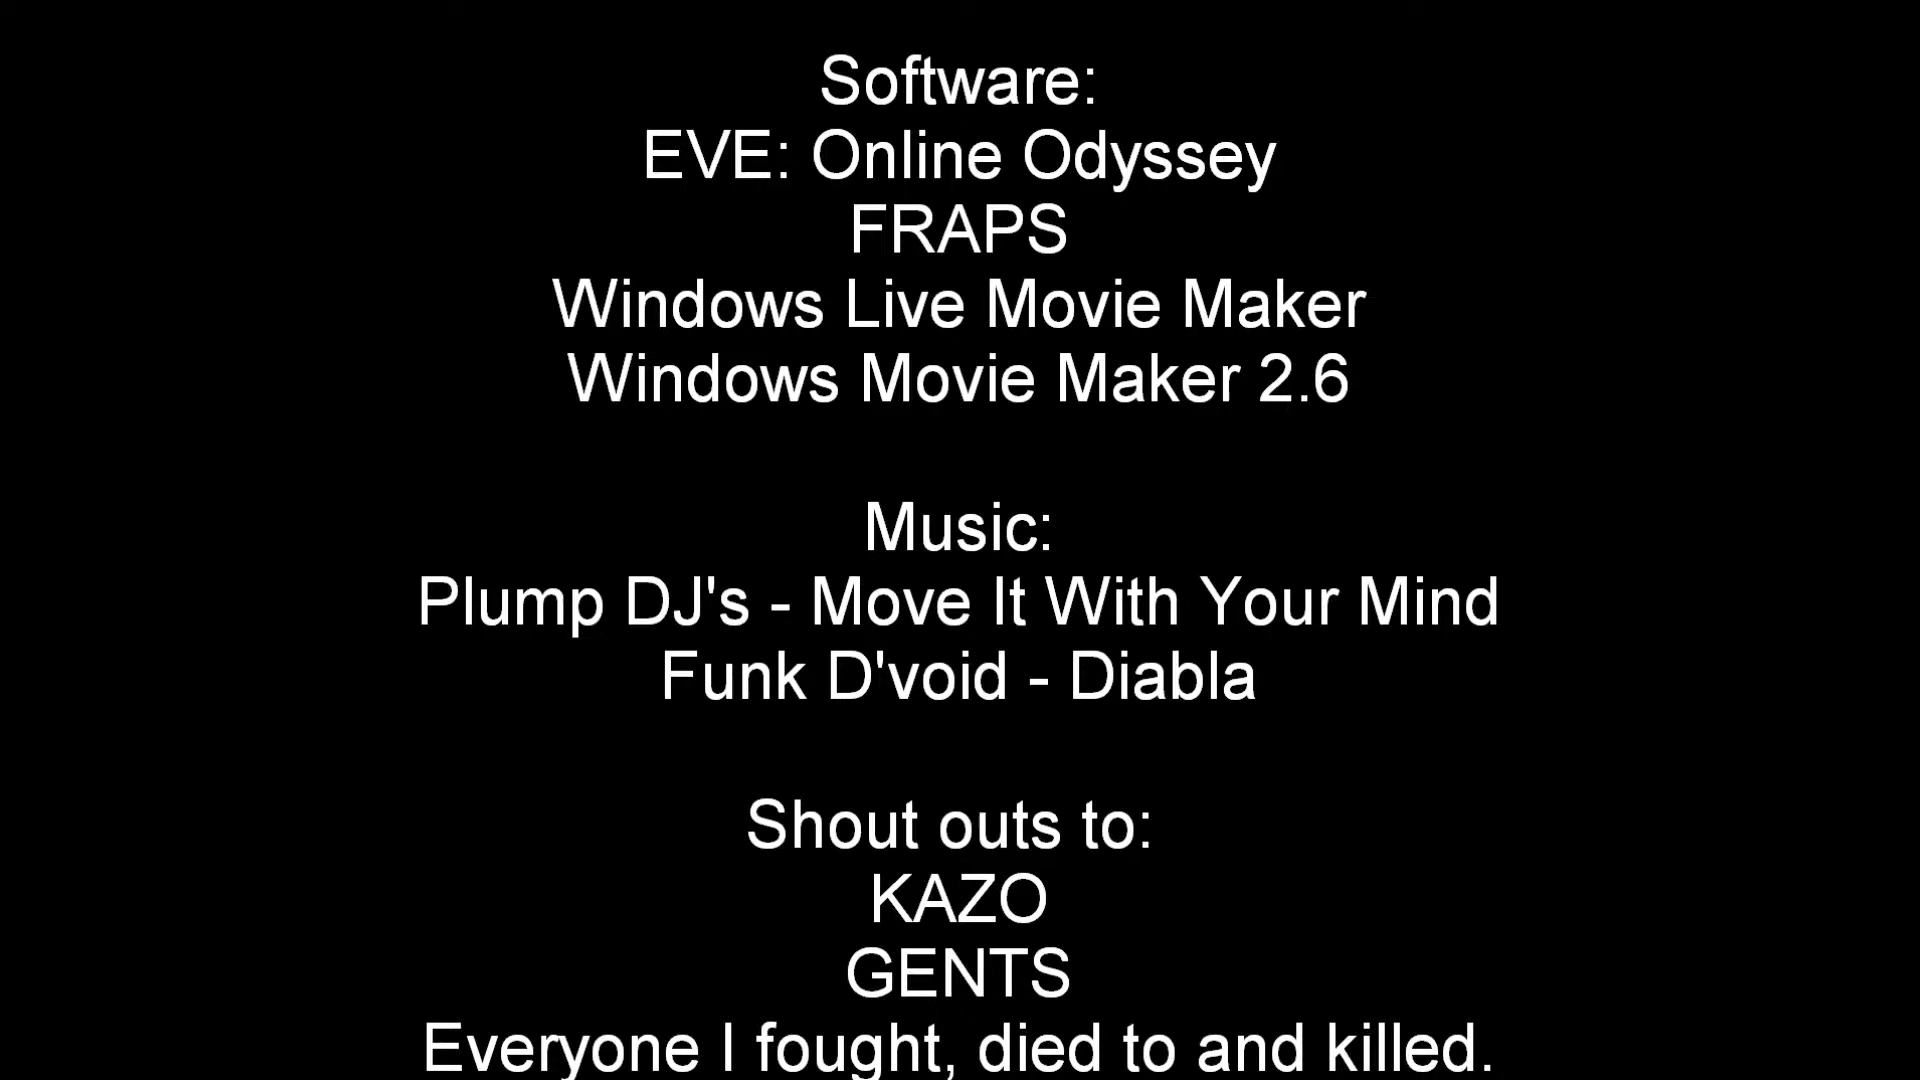 Software:
EVE: Online Odyssey
FRAPS
Windows Live Movie Maker
Windows Movie Maker 2.6
Music:
Plump DJ's - Move It With Your Mind
Funk D'void - Diabla
Shout outs to:
KAZO
GENTS
Everyone I fought, died to and killed.